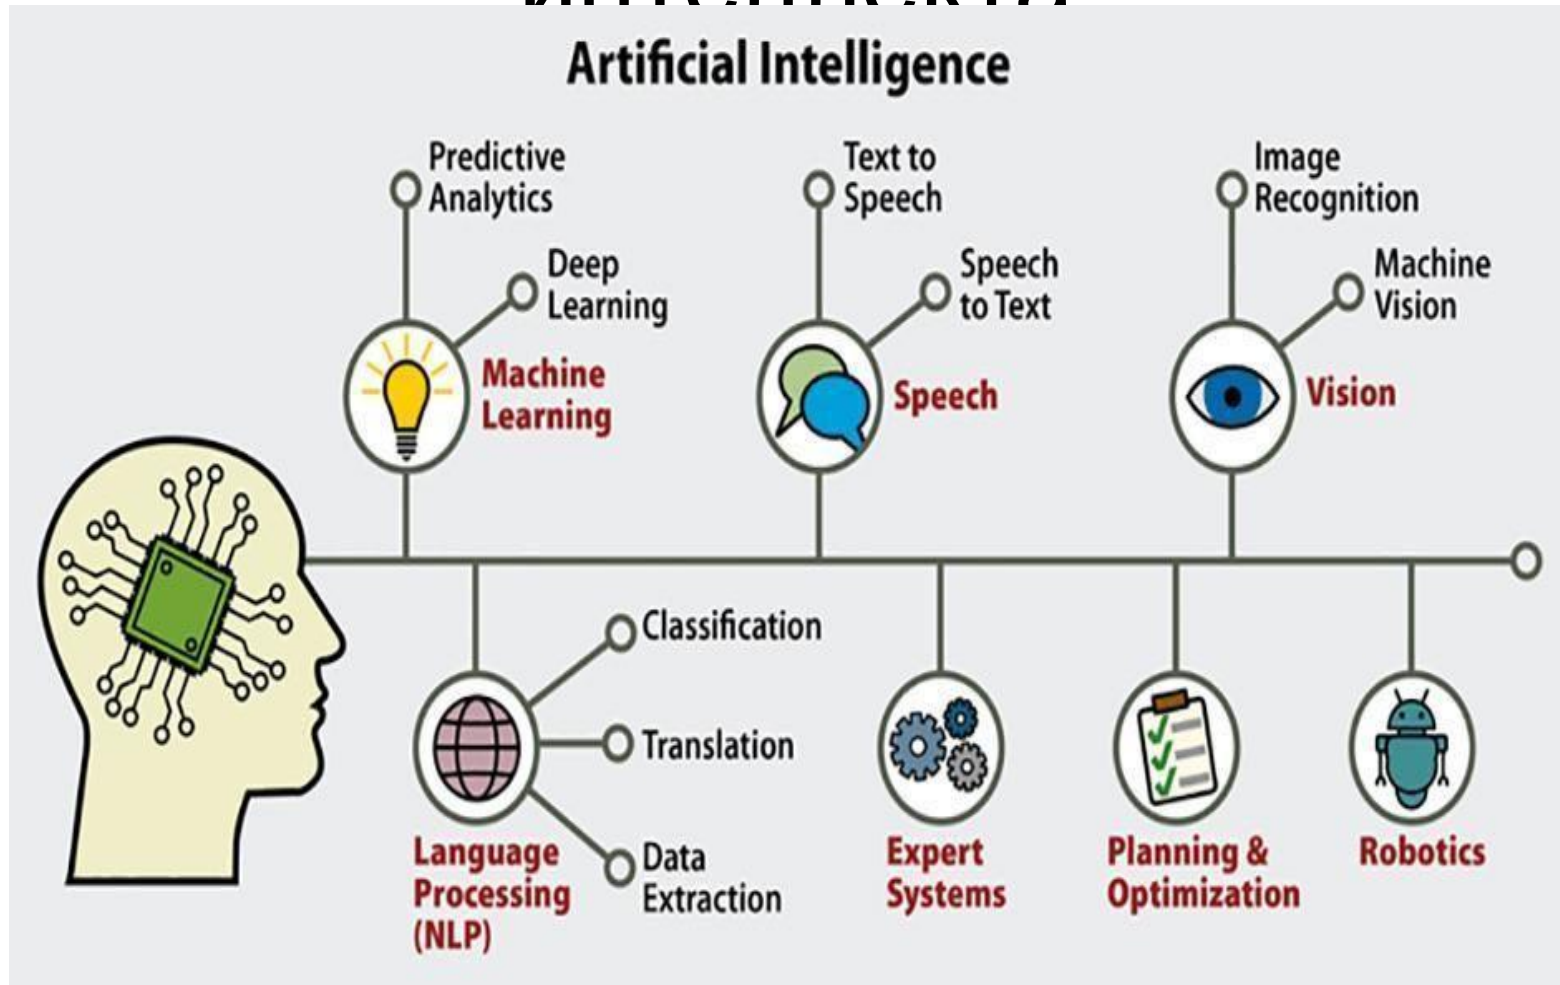 Artificial Intelligence
Predictive
Analytics
Deep
Learning
Machine
Learning
Text to
Speech
Speech
to Text
Speech
Image
Recognition
Machine
Vision
Vision
Classification
Translation
Data
Extraction
Language
Processing
(NLP)
Expert
Systems
Planning &
Optimization
Robotics